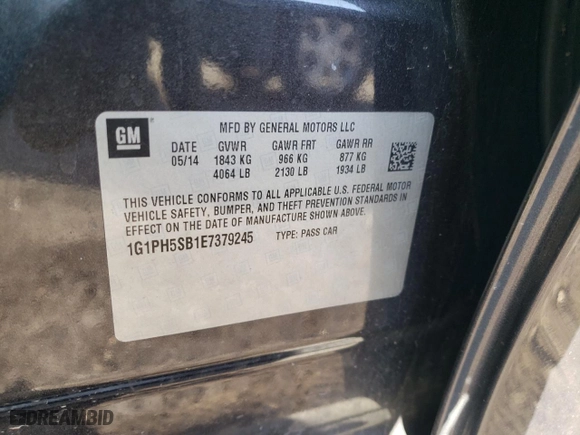 GM
MFD BY GENERAL MOTORS LLC
DATE GVWR GAWR FRT GAWR RR
05/14 1843 KG 966 KG 877 KG
4064 LB 2130 LB 1934 LB
THIS VEHICLE CONFORMS TO ALL APPLICABLE U.S. FEDERAL MOTOR
VEHICLE SAFETY, BUMPER, AND THEFT PREVENTION STANDARDS IN
EFFECT ON THE DATE OF MANUFACTURE SHOWN ABOVE.
1G1PH5SB1E7379245 TYPE: PASS CAR
DREAMBID